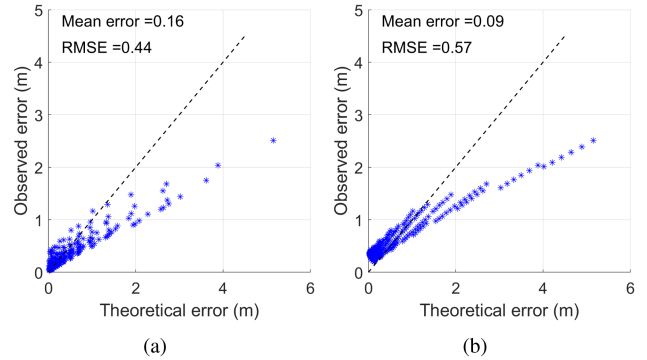 Mean error =0.16
RMSE =0.44
Observed error (m)
5
4
3
2
1
0
0 2 4 6
Theoretical error (m)
(a)
Mean error =0.09
RMSE =0.57
Observed error (m)
5
4
3
2
1
0
0 2 4 6
Theoretical error (m)
(b)